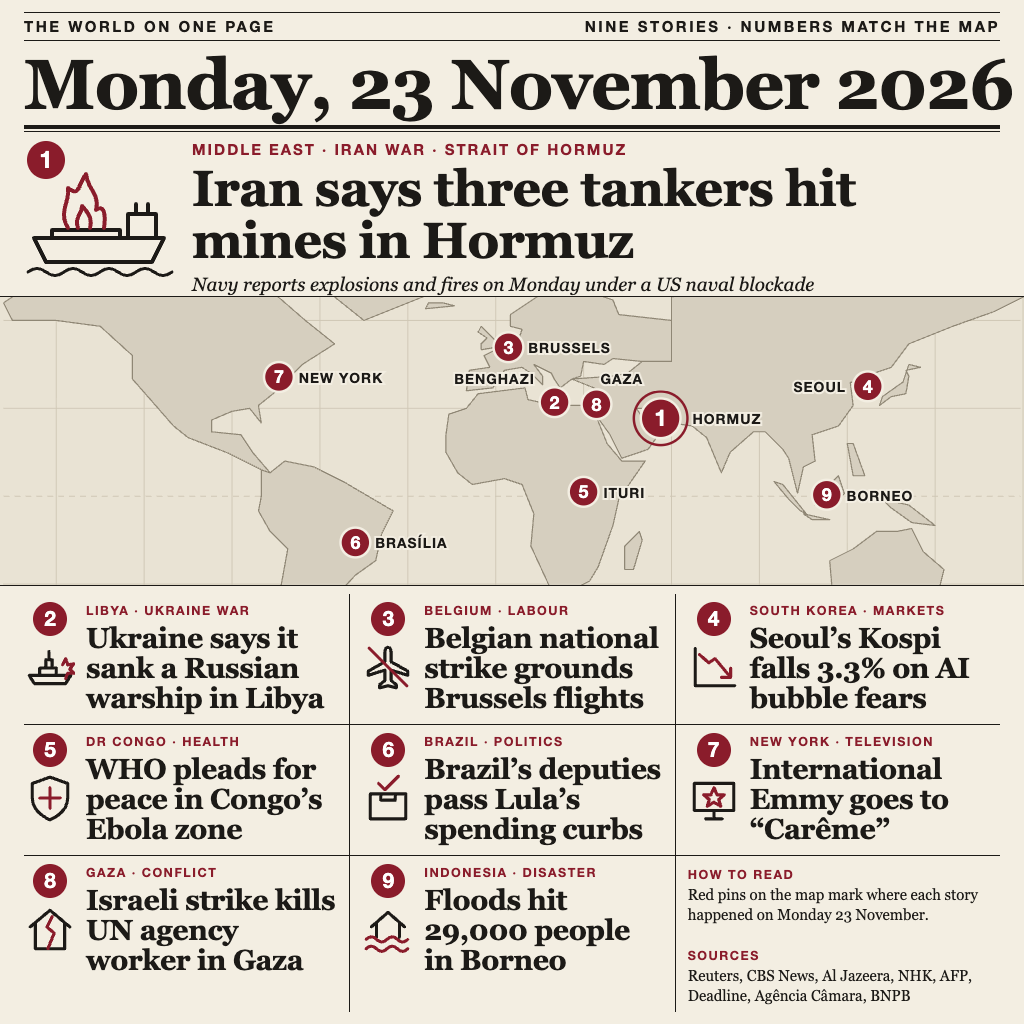 THE WORLD ON ONE PAGE
NINE STORIES · NUMBERS MATCH THE MAP
Monday, 23 November 2026
1
MIDDLE EAST · IRAN WAR · STRAIT OF HORMUZ
Iran says three tankers hit
mines in Hormuz
Navy reports explosions and fires on Monday under a US naval blockade
3 BRUSSELS
7 NEW YORK
BENGHAZI
2
GAZA
8
SEOUL 4
1 HORMUZ
5 ITURI
9 BORNEO
6 BRASÍLIA
2
LIBYA · UKRAINE WAR
Ukraine says it
sank a Russian
warship in Libya
3
BELGIUM · LABOUR
Belgian national
strike grounds
Brussels flights
4
SOUTH KOREA · MARKETS
Seoul’s Kospi
falls 3.3% on AI
bubble fears
5
DR CONGO · HEALTH
WHO pleads for
peace in Congo’s
Ebola zone
6
BRAZIL · POLITICS
Brazil’s deputies
pass Lula’s
spending curbs
7
NEW YORK · TELEVISION
International
Emmy goes to
“Carême”
8
GAZA · CONFLICT
Israeli strike kills
UN agency
worker in Gaza
9
INDONESIA · DISASTER
Floods hit
29,000 people
in Borneo
HOW TO READ
Red pins on the map mark where each story
happened on Monday 23 November.
SOURCES
Reuters, CBS News, Al Jazeera, NHK, AFP,
Deadline, Agência Câmara, BNPB